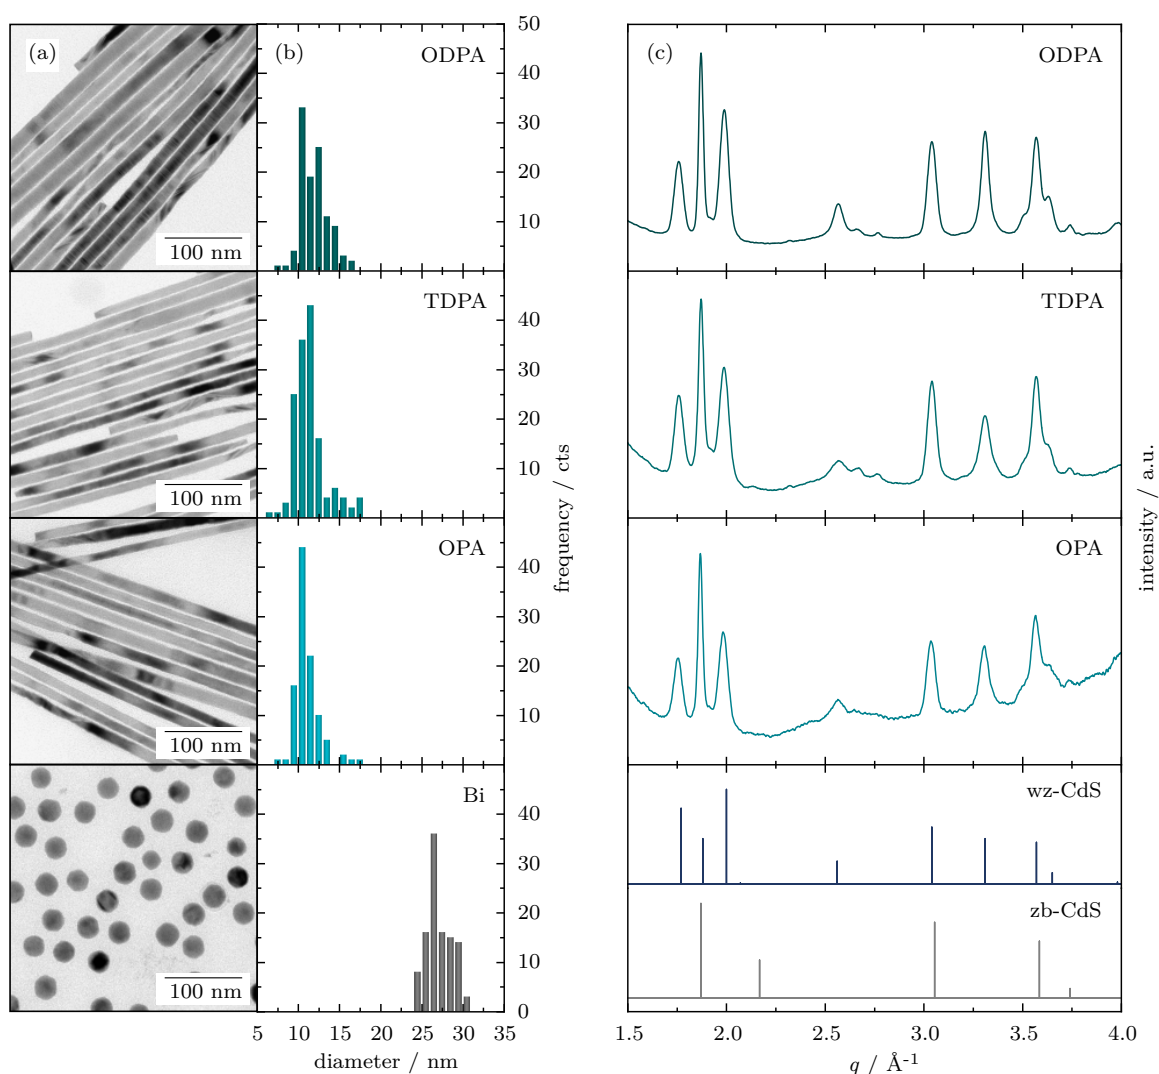 (a)
(b)
ODPA
50
40
30
20
10
100 nm
TDPA
40
30
20
10
100 nm
OPA
40
30
20
10
100 nm
Bi
40
30
20
10
0
100 nm
5 10 15 20 25 30 35
diameter / nm
frequency / cts
(c)
ODPA
TDPA
OPA
wz-CdS
zb-CdS
1.5 2.0 2.5 3.0 3.5 4.0
q / Å-1
intensity / a.u.